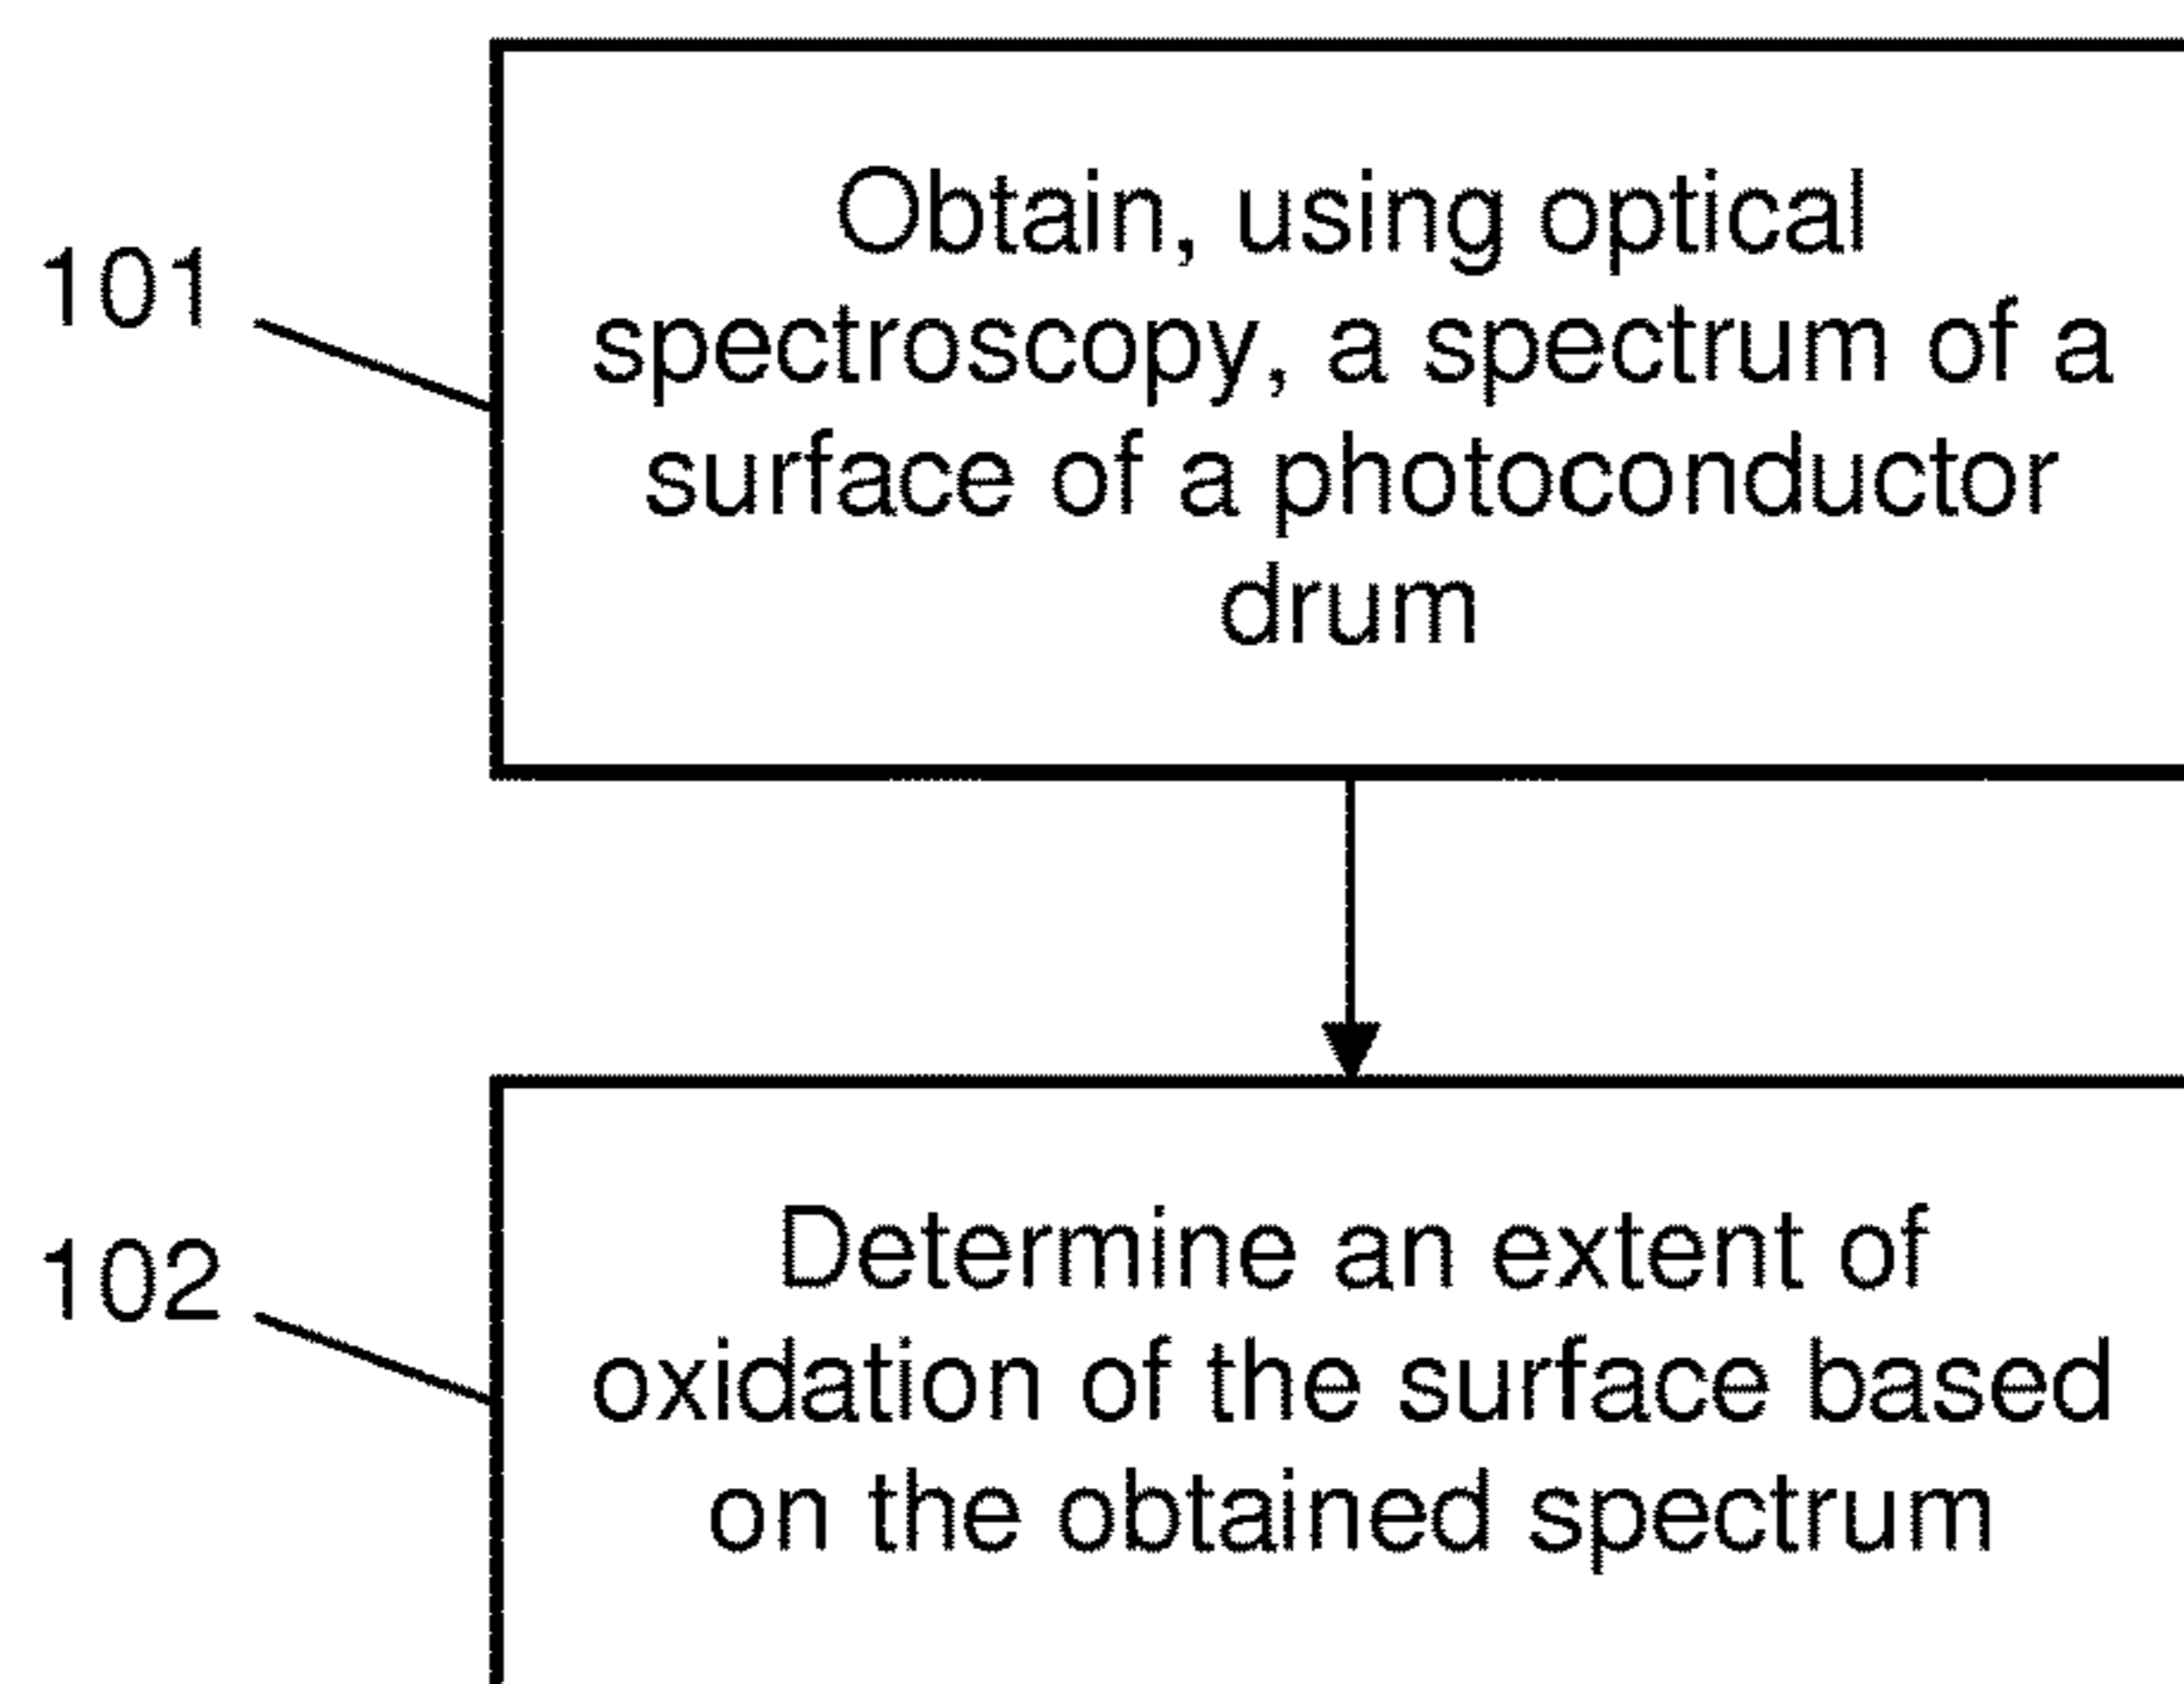 101
Obtain, using optical
spectroscopy, a spectrum of a
surface of a photoconductor
drum
102
Determine an extent of
oxidation of the surface based
on the obtained spectrum